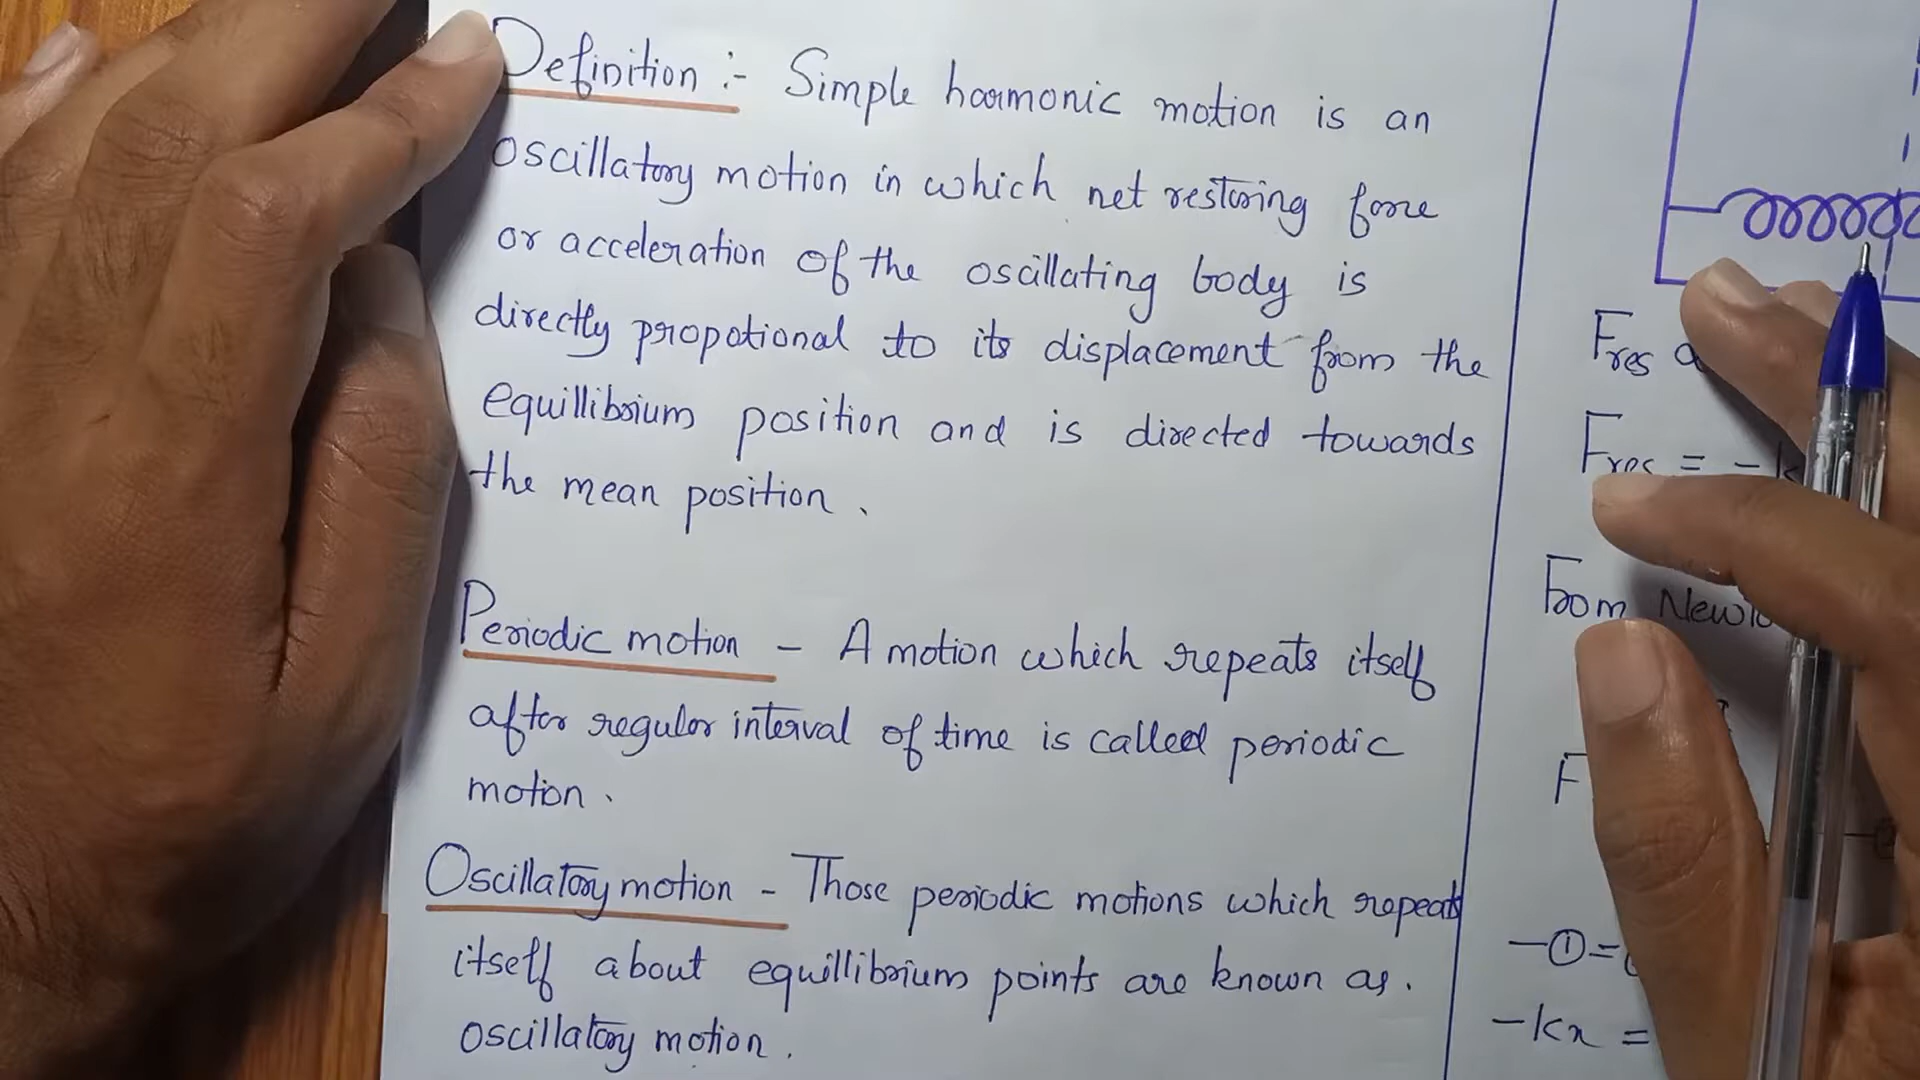 Definition :- Simple harmonic motion is an
oscillatory motion in which net restoring force
or acceleration of the oscillating body is
directly propotional to its displacement from the
equillibrium position and is directed towards
the mean position.
Periodic motion - A motion which repeats itself
after regular interval of time is called periodic
motion.
Oscillatory motion - Those periodic motions which repeats
itself about equillibrium points are known as.
oscillatory motion.
Fres
Fres = -k
From
F
-① =
-kx =